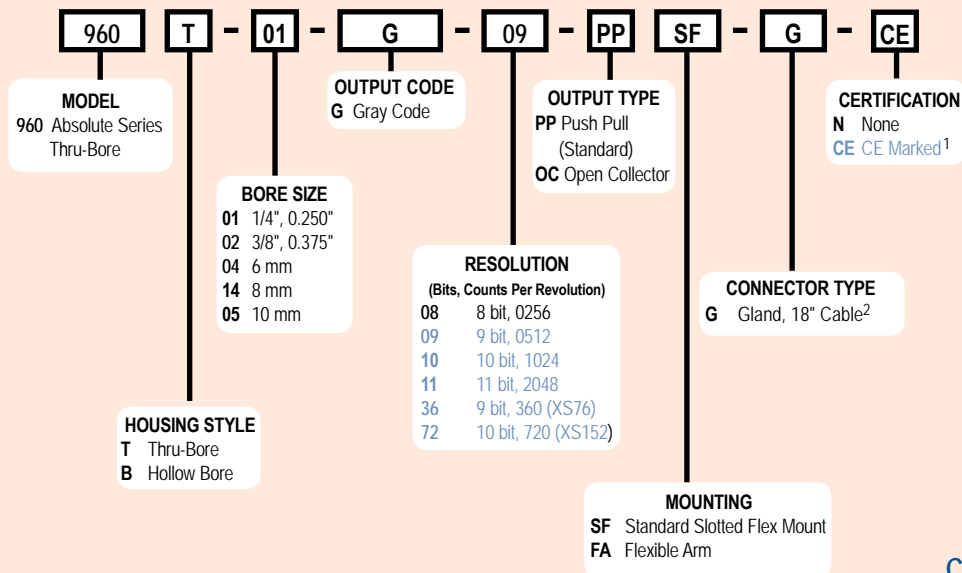 960 T - 01 - G - 09 - PP SF - G - CE
MODEL
960 Absolute Series
Thru-Bore
OUTPUT CODE
G Gray Code
OUTPUT TYPE
PP Push Pull
(Standard)
OC Open Collector
CERTIFICATION
N None
CE CE Marked1
BORE SIZE
01 1/4", 0.250"
02 3/8", 0.375"
04 6 mm
14 8 mm
05 10 mm
RESOLUTION
(Bits, Counts Per Revolution)
08 8 bit, 0256
09 9 bit, 0512
10 10 bit, 1024
11 11 bit, 2048
36 9 bit, 360 (XS76)
72 10 bit, 720 (XS152)
CONNECTOR TYPE
G Gland, 18" Cable2
HOUSING STYLE
T Thru-Bore
B Hollow Bore
MOUNTING
SF Standard Slotted Flex Mount
FA Flexible Arm
C